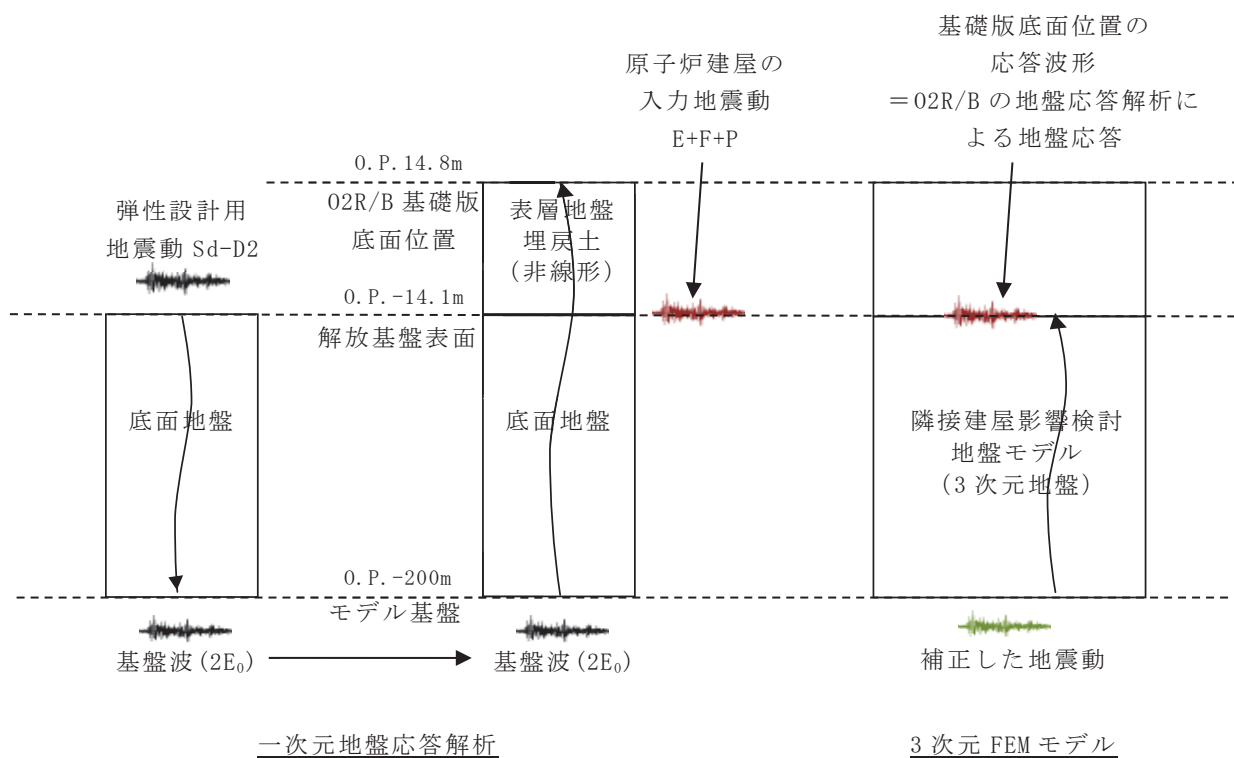 基礎版底面位置の
応答波形
＝O2R/B の地盤応答解析に
よる地盤応答
原子炉建屋の
入力地震動
E+F+P
O.P.14.8m
O2R/B 基礎版
底面位置
弾性設計用
地震動 Sd-D2
表層地盤
埋戻土
(非線形)
O.P.-14.1m
解放基盤表面
底面地盤
底面地盤
隣接建屋影響検討
地盤モデル
(3 次元地盤)
O.P.-200m
モデル基盤
基盤波(2E₀)
基盤波(2E₀)
補正した地震動
一次元地盤応答解析
3 次元 FEM モデル